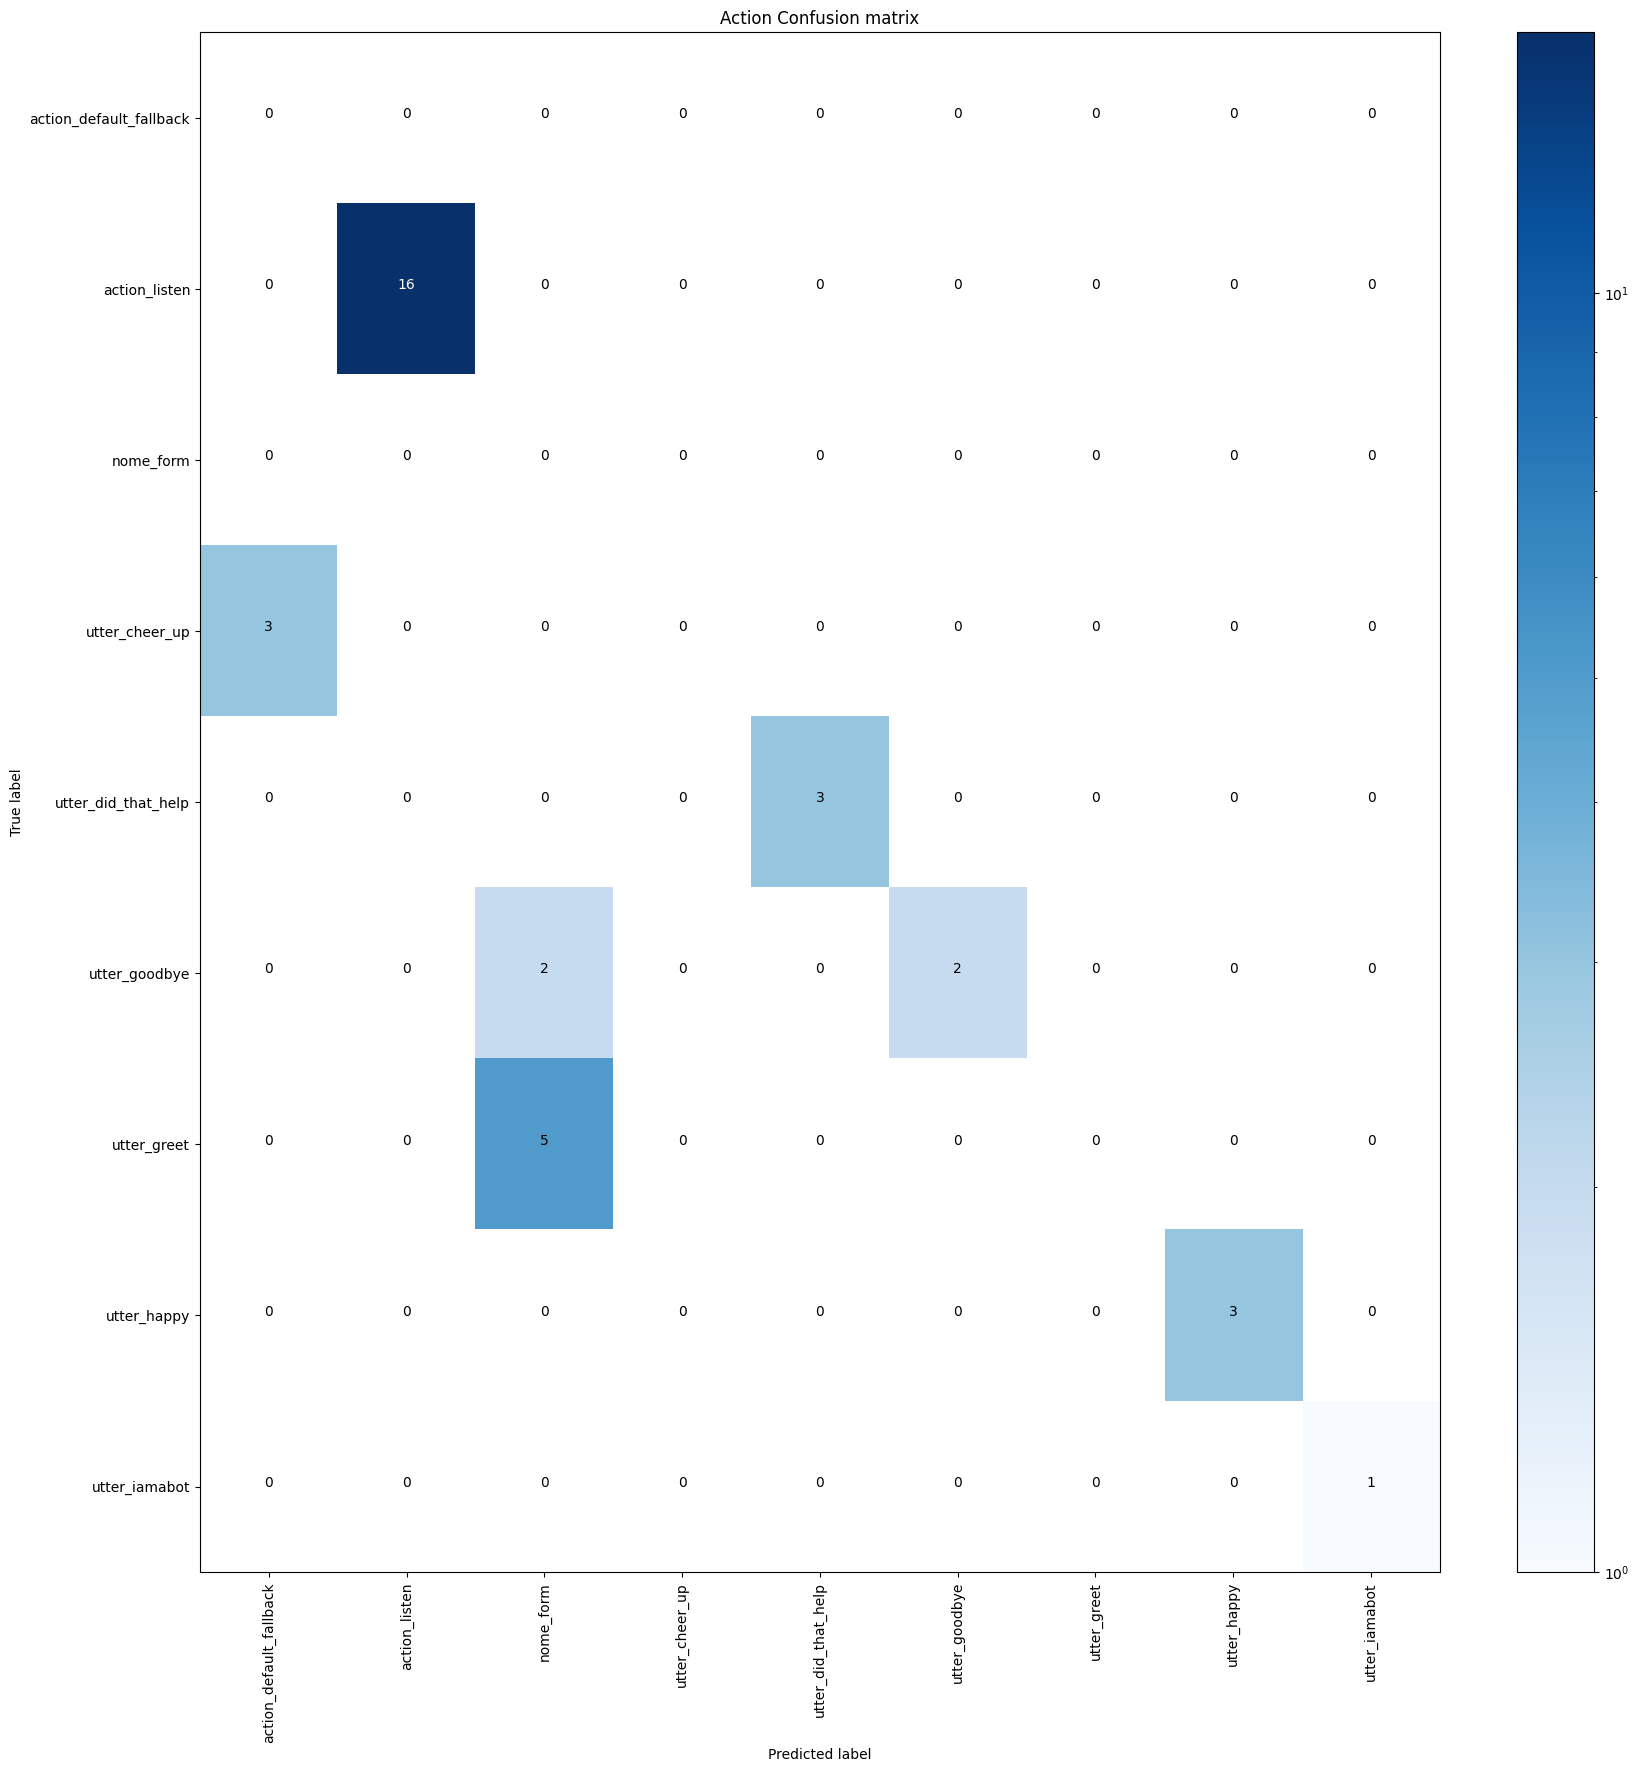 Action Confusion matrix
action_default_fallback 0 0 0 0 0 0 0 0 0
action_listen 0 16 0 0 0 0 0 0 0
nome_form 0 0 0 0 0 0 0 0 0
utter_cheer_up 3 0 0 0 0 0 0 0 0
utter_did_that_help 0 0 0 0 3 0 0 0 0
utter_goodbye 0 0 2 0 0 2 0 0 0
utter_greet 0 0 5 0 0 0 0 0 0
utter_happy 0 0 0 0 0 0 0 3 0
utter_iamabot 0 0 0 0 0 0 0 0 1
True label
action_default_fallback
action_listen
nome_form
utter_cheer_up
utter_did_that_help
utter_goodbye
utter_greet
utter_happy
utter_iamabot
Predicted label
10¹
10⁰